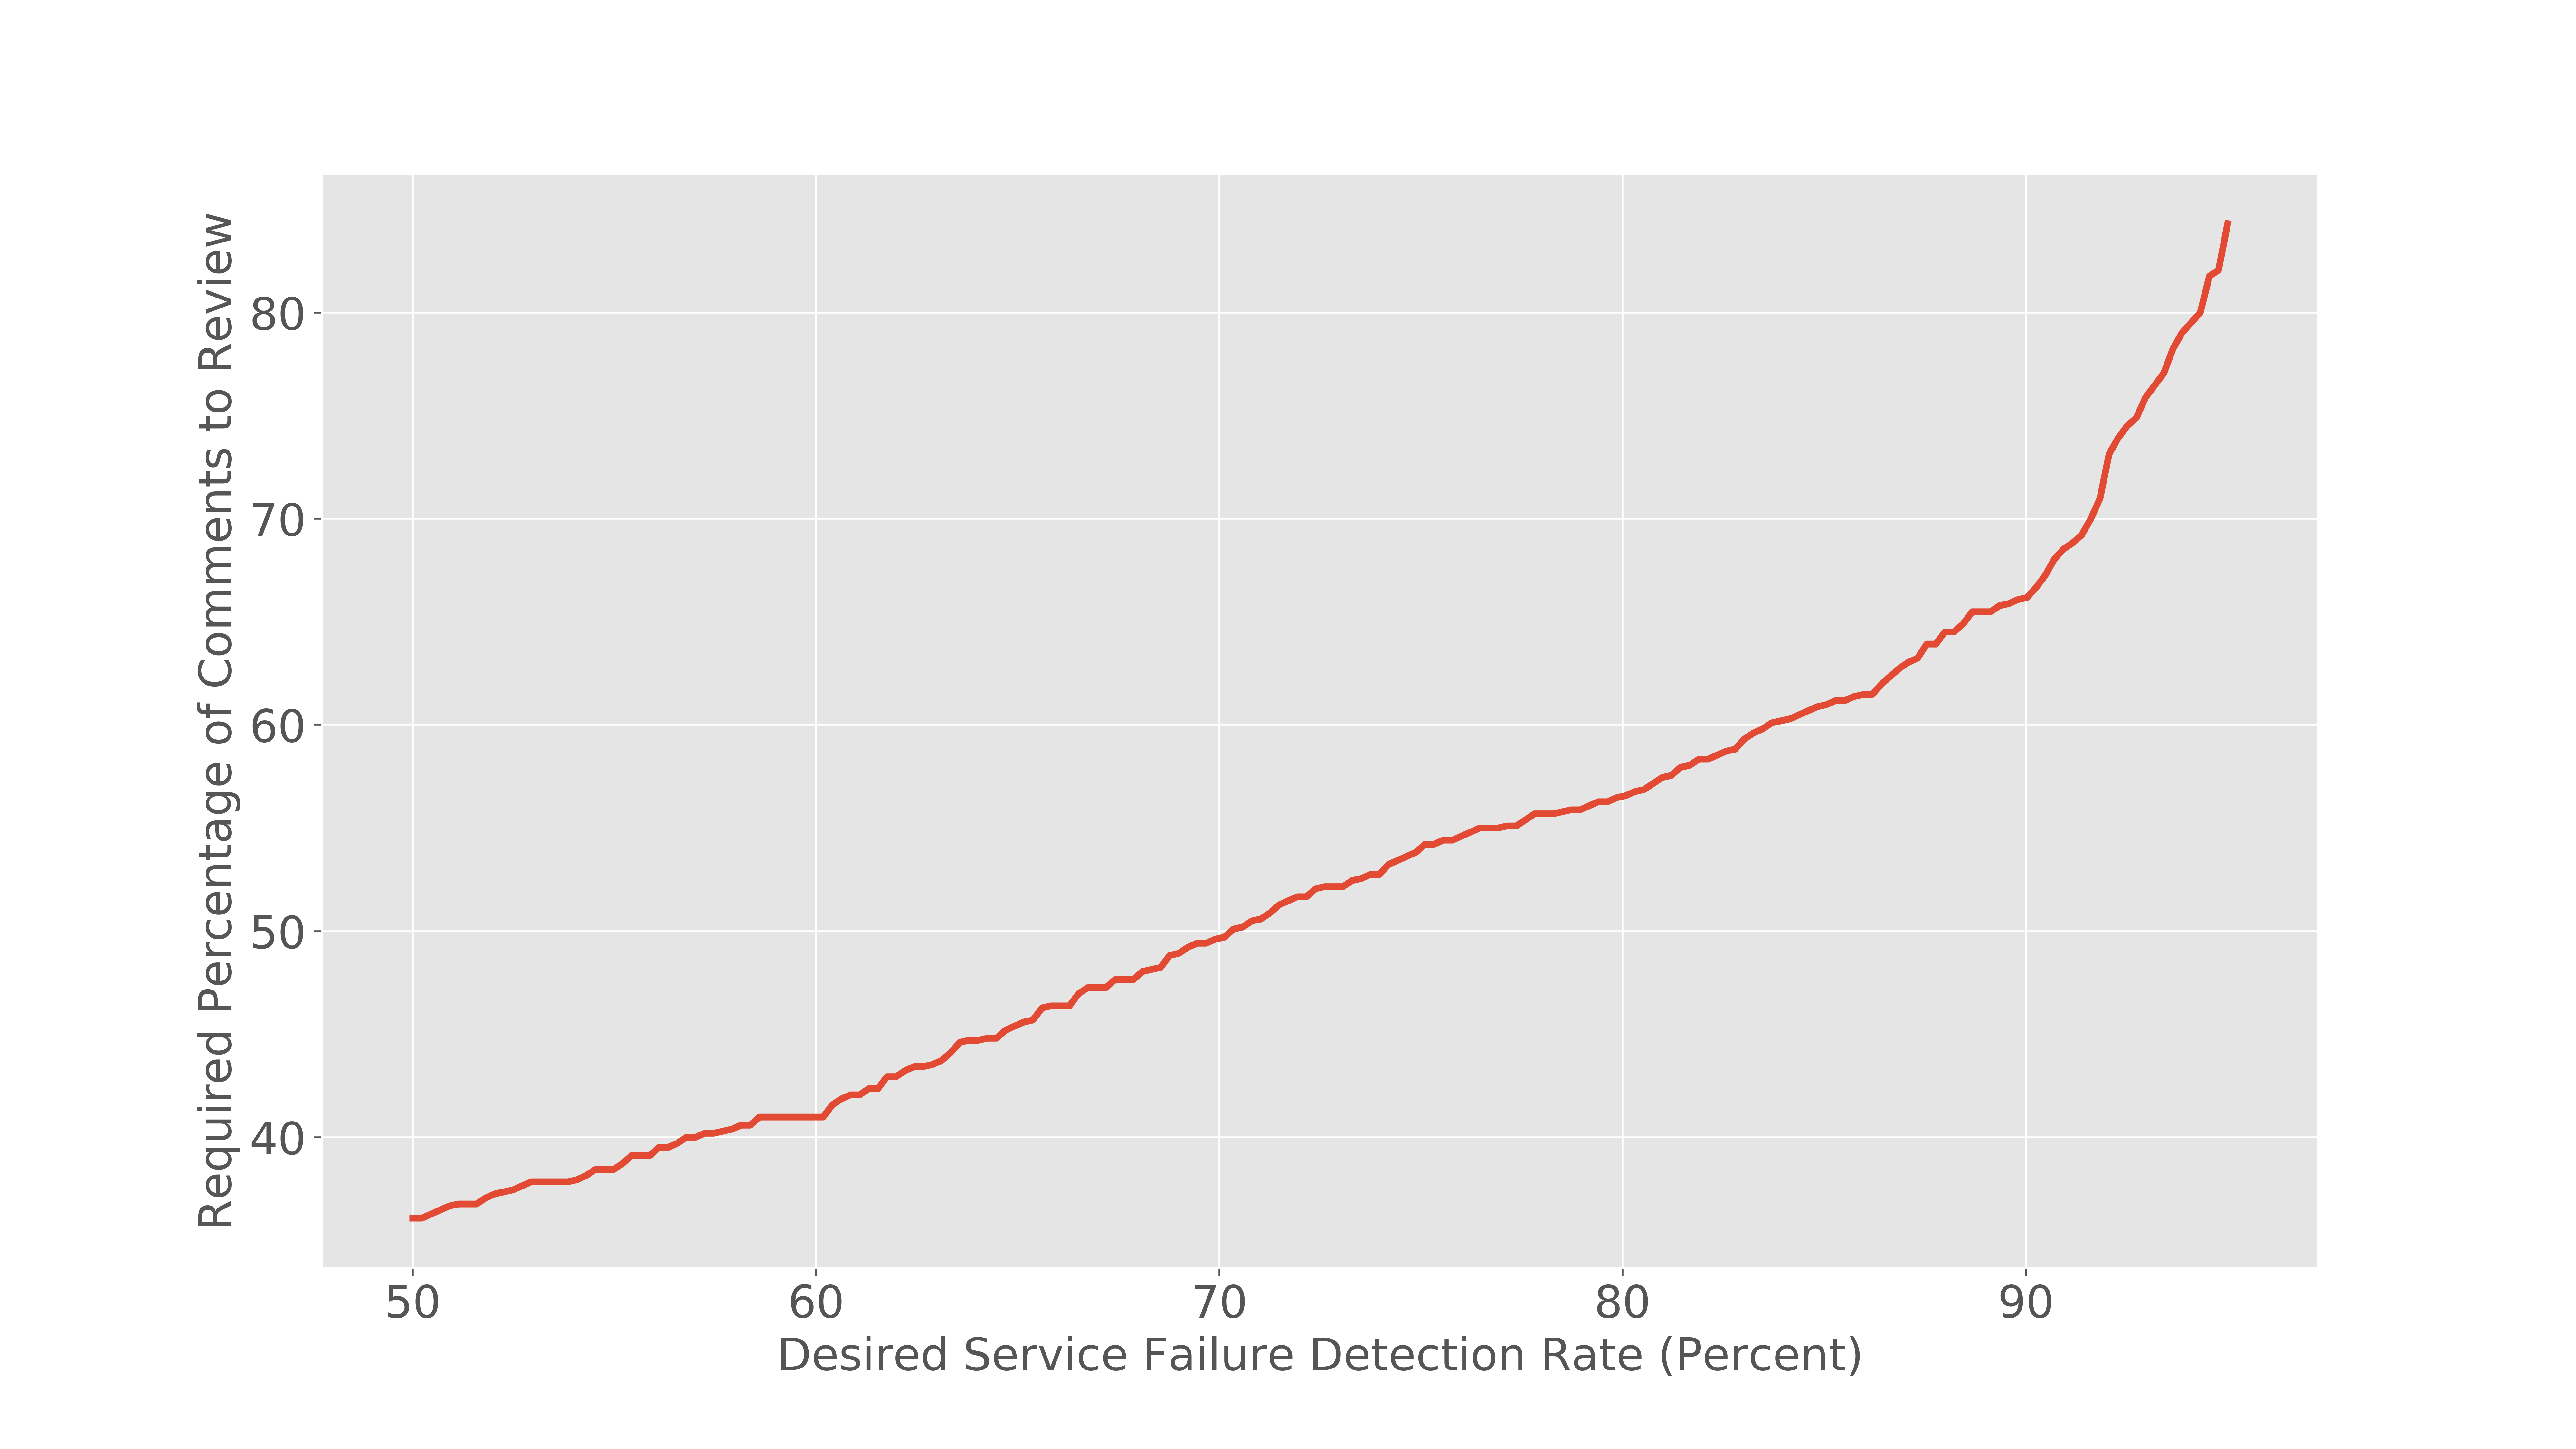 Required Percentage of Comments to Review
80
70
60
50
40
50 60 70 80 90
Desired Service Failure Detection Rate (Percent)